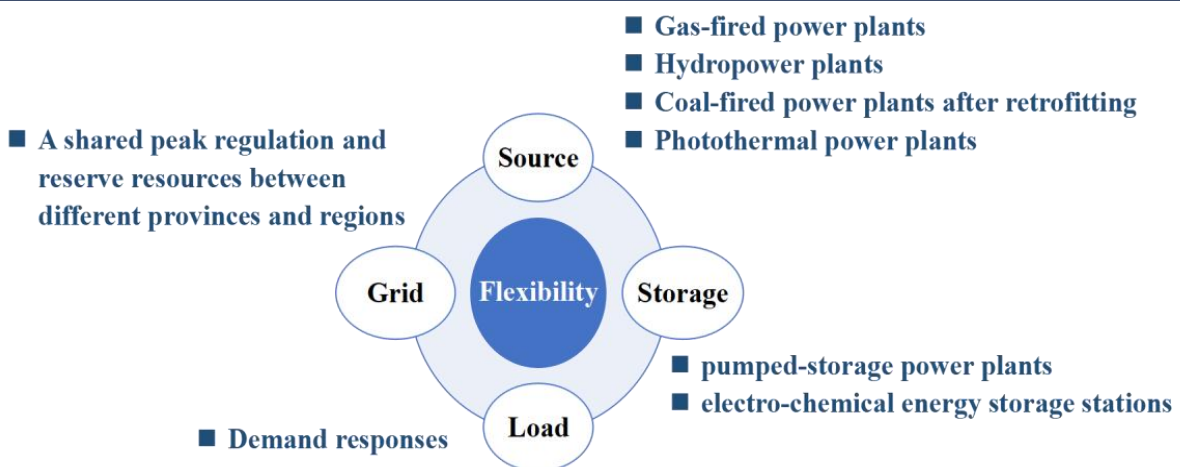 ■ Gas-fired power plants
■ Hydropower plants
■ Coal-fired power plants after retrofitting
■ Photothermal power plants
■ A shared peak regulation and
reserve resources between
different provinces and regions
Source
Grid
Flexibility
Storage
■ pumped-storage power plants
■ electro-chemical energy storage stations
Load
■ Demand responses